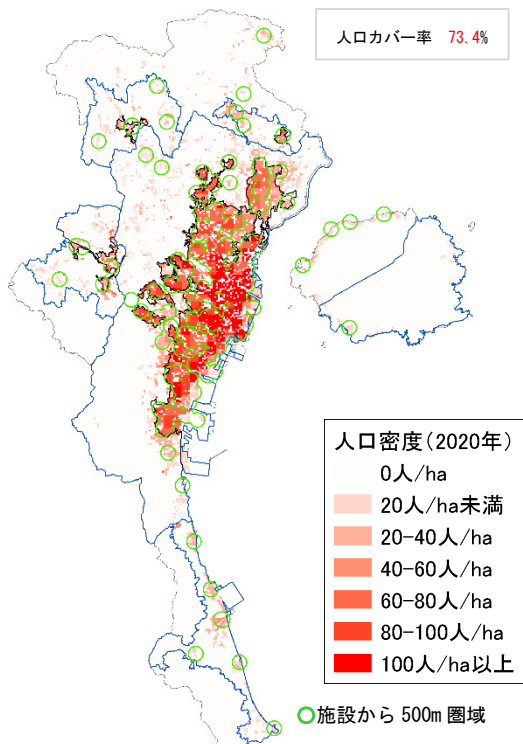 人口カバー率 73.4%
人口密度(2020年)
0人/ha
20人/ha未満
20-40人/ha
40-60人/ha
60-80人/ha
80-100人/ha
100人/ha以上
施設から500m圏域